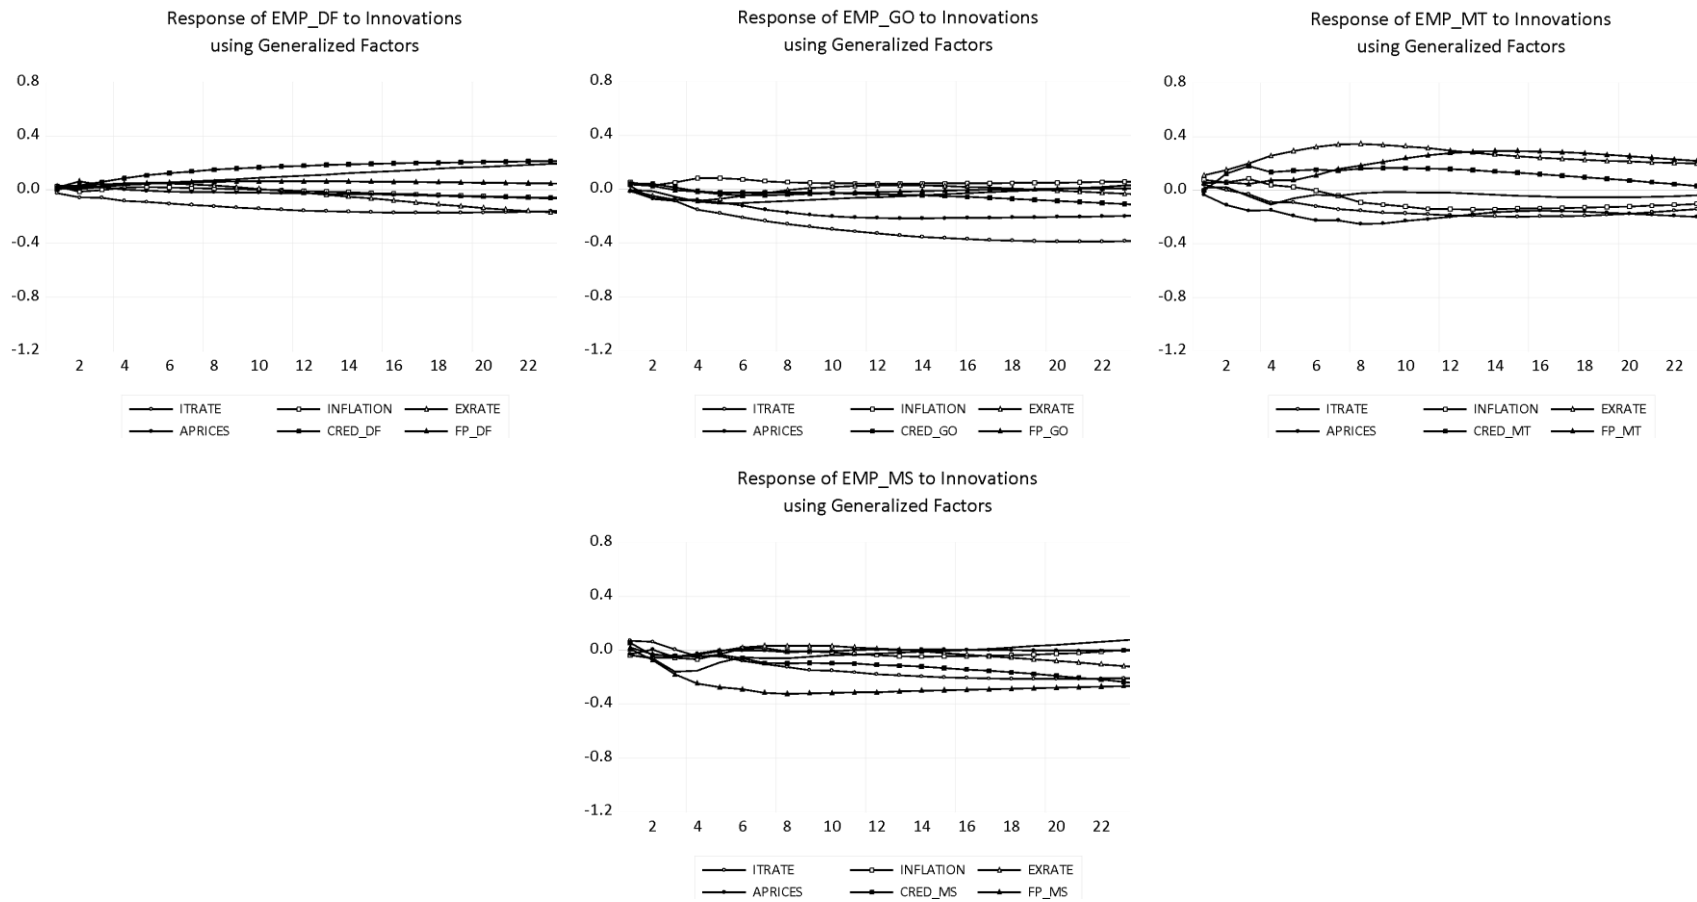 Response of EMP_DF to Innovations
using Generalized Factors
0.8
0.4
0.0
-0.4
-0.8
-1.2
2 4 6 8 10 12 14 16 18 20 22
ITRATE INFLATION EXRATE
APRICES CRED_DF FP_DF
Response of EMP_GO to Innovations
using Generalized Factors
0.8
0.4
0.0
-0.4
-0.8
-1.2
2 4 6 8 10 12 14 16 18 20 22
ITRATE INFLATION EXRATE
APRICES CRED_GO FP_GO
Response of EMP_MT to Innovations
using Generalized Factors
0.8
0.4
0.0
-0.4
-0.8
-1.2
2 4 6 8 10 12 14 16 18 20 22
ITRATE INFLATION EXRATE
APRICES CRED_MT FP_MT
Response of EMP_MS to Innovations
using Generalized Factors
0.8
0.4
0.0
-0.4
-0.8
-1.2
2 4 6 8 10 12 14 16 18 20 22
ITRATE INFLATION EXRATE
APRICES CRED_MS FP_MS